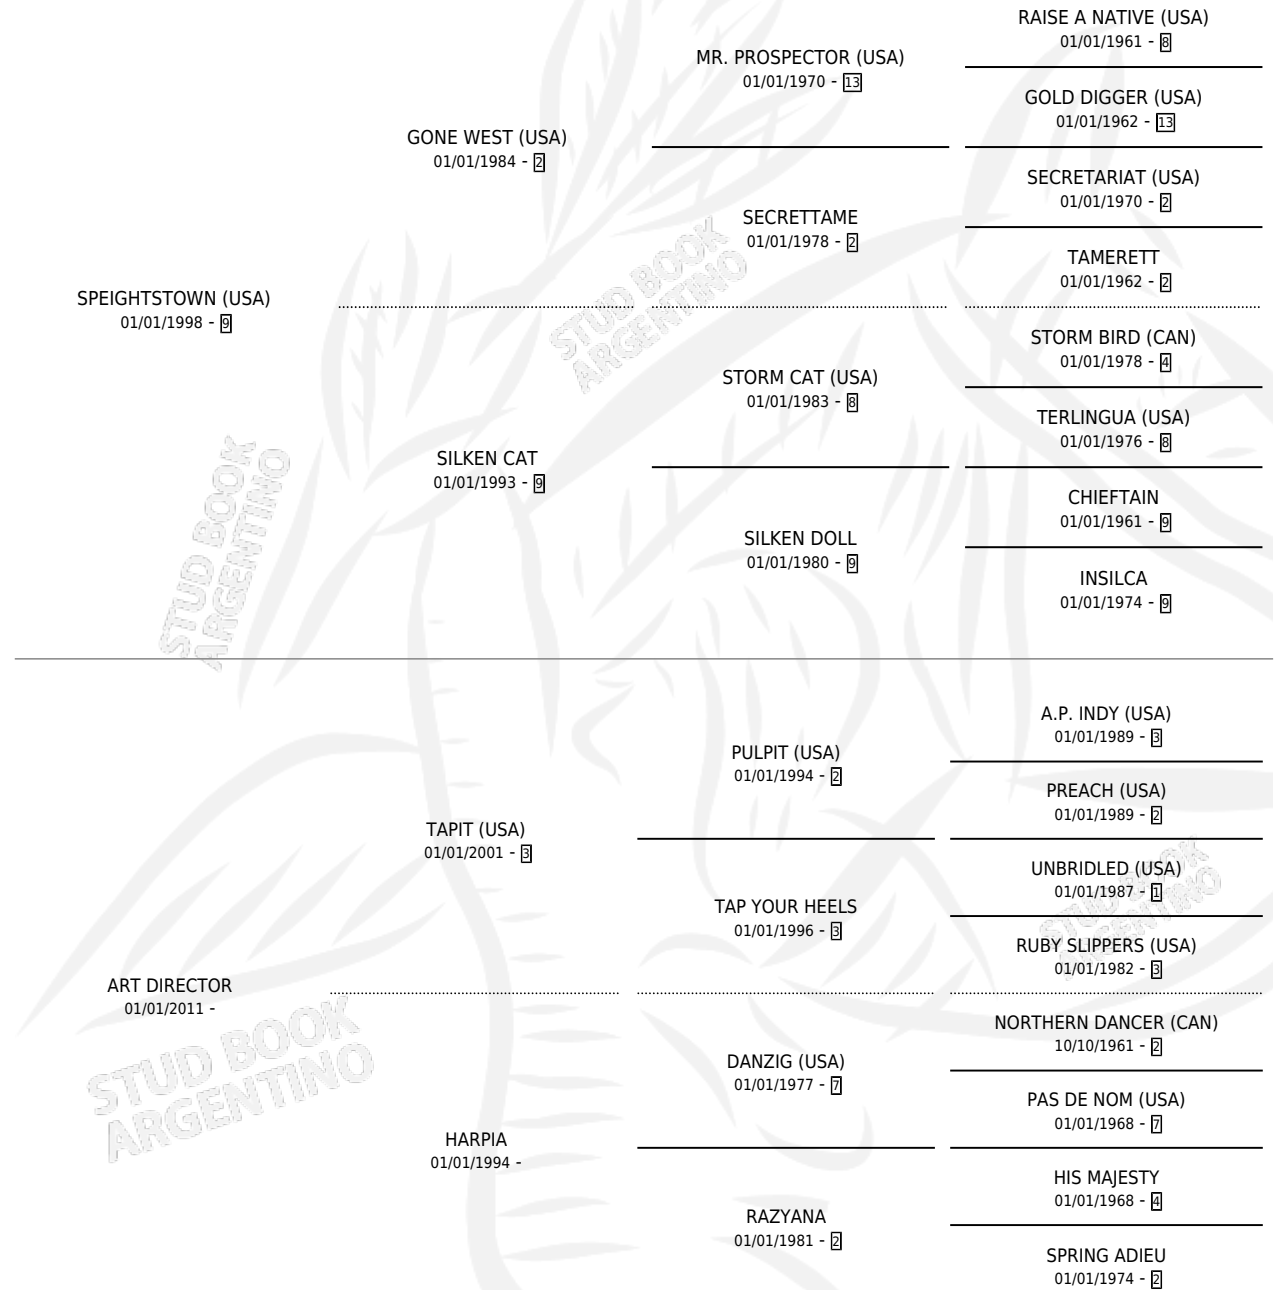 RAISE A NATIVE (USA)
01/01/1961 - 8
MR. PROSPECTOR (USA)
01/01/1970 - 13
GOLD DIGGER (USA)
01/01/1962 - 13
GONE WEST (USA)
01/01/1984 - 2
SECRETARIAT (USA)
01/01/1970 - 2
SECRETTAME
01/01/1978 - 2
TAMERETT
01/01/1962 - 2
SPEIGHTSTOWN (USA)
01/01/1998 - 9
STORM BIRD (CAN)
01/01/1978 - 4
STORM CAT (USA)
01/01/1983 - 8
TERLINGUA (USA)
01/01/1976 - 8
SILKEN CAT
01/01/1993 - 9
CHIEFTAIN
01/01/1961 - 9
SILKEN DOLL
01/01/1980 - 9
INSILCA
01/01/1974 - 9
STUD BOOK
ARGENTINO
STUD BOOK
ARGENTINO
A.P. INDY (USA)
01/01/1989 - 3
PULPIT (USA)
01/01/1994 - 2
PREACH (USA)
01/01/1989 - 2
TAPIT (USA)
01/01/2001 - 3
UNBRIDLED (USA)
01/01/1987 - 1
TAP YOUR HEELS
01/01/1996 - 3
RUBY SLIPPERS (USA)
01/01/1982 - 3
STUD BOOK
ARGENTINO
ART DIRECTOR
01/01/2011 -
NORTHERN DANCER (CAN)
10/10/1961 - 2
DANZIG (USA)
01/01/1977 - 7
PAS DE NOM (USA)
01/01/1968 - 7
STUD BOOK
ARGENTINO
HARPIA
01/01/1994 -
HIS MAJESTY
01/01/1968 - 4
RAZYANA
01/01/1981 - 2
SPRING ADIEU
01/01/1974 - 2